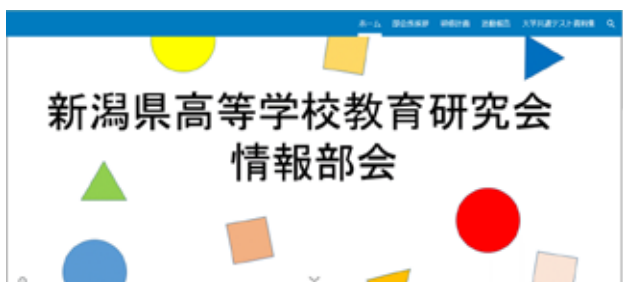 ホーム 部会長挨拶 研修計画 活動報告 大学共通テスト資料集
新潟県高等学校教育研究会
情報部会